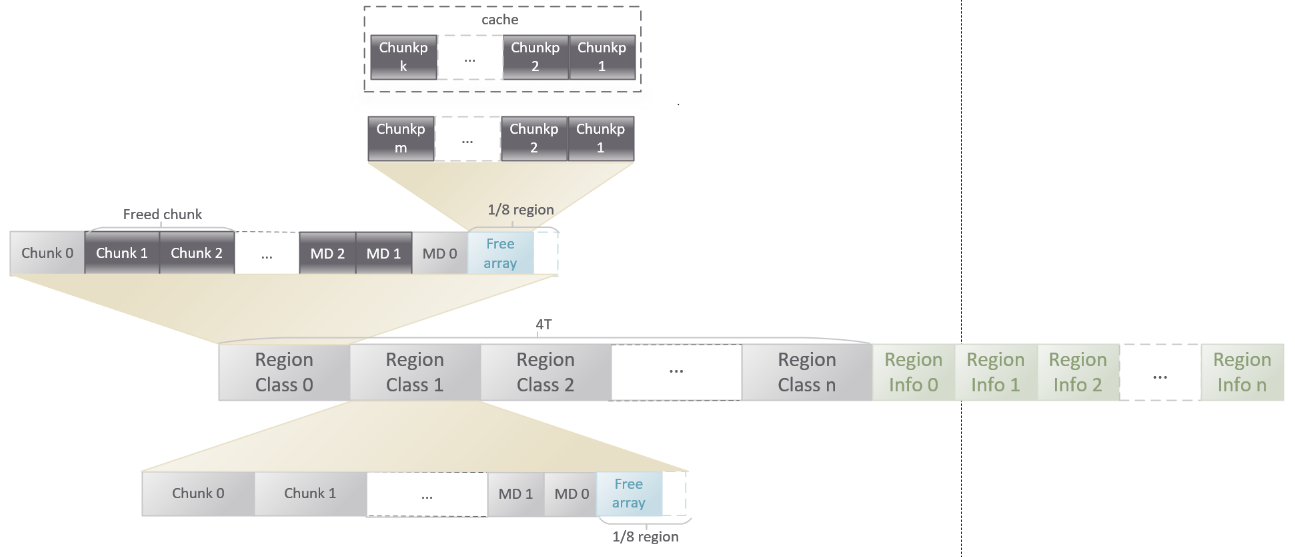 cache
Chunkp
k
...
Chunkp
2
Chunkp
1
Chunkp
m
...
Chunkp
2
Chunkp
1
Freed chunk
1/8 region
Chunk 0
Chunk 1
Chunk 2
...
MD 2
MD 1
MD 0
Free
array
4T
Region
Class 0
Region
Class 1
Region
Class 2
...
Region
Class n
Region
Info 0
Region
Info 1
Region
Info 2
...
Region
Info n
Chunk 0
Chunk 1
...
MD 1
MD 0
Free
array
1/8 region